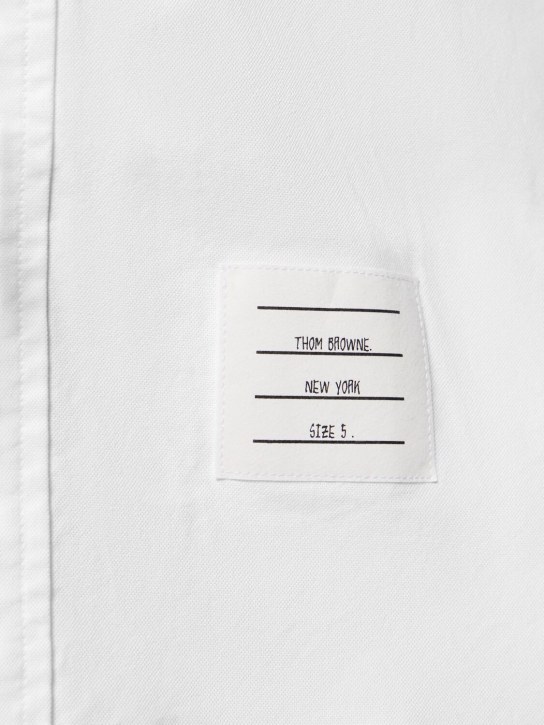 THOM BROWNE.
NEW YORK
SIZE 5 .